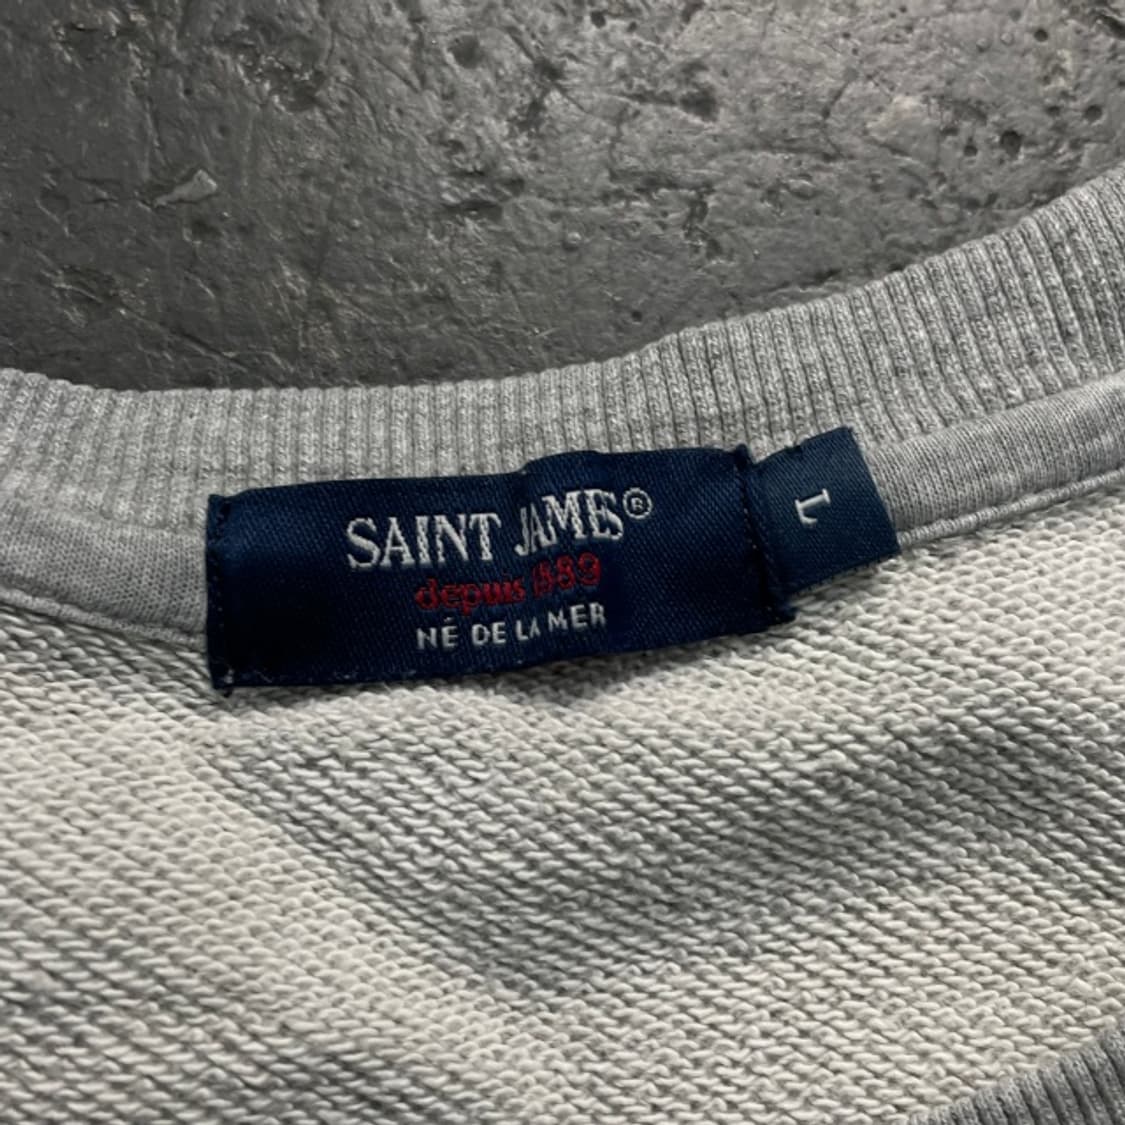 SAINT JAMES®
depuis 1889
NÉ DE LA MER
L